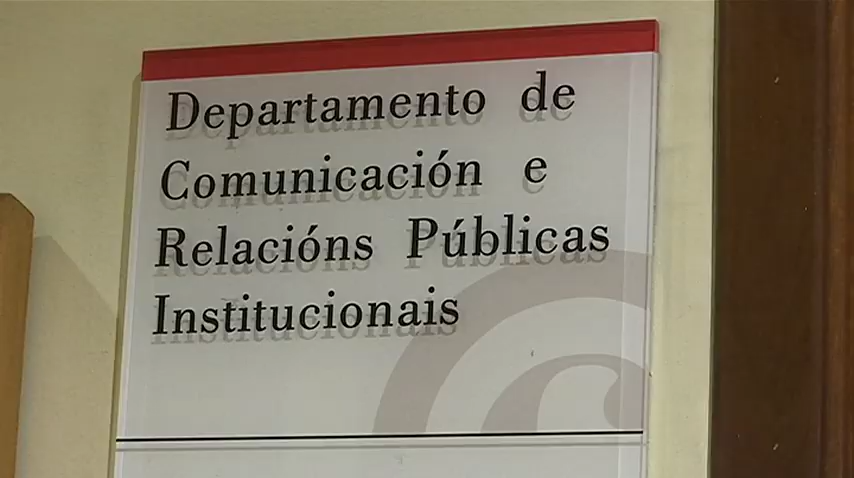 Departamento de
Comunicación e
Relacións Públicas
Institucionais